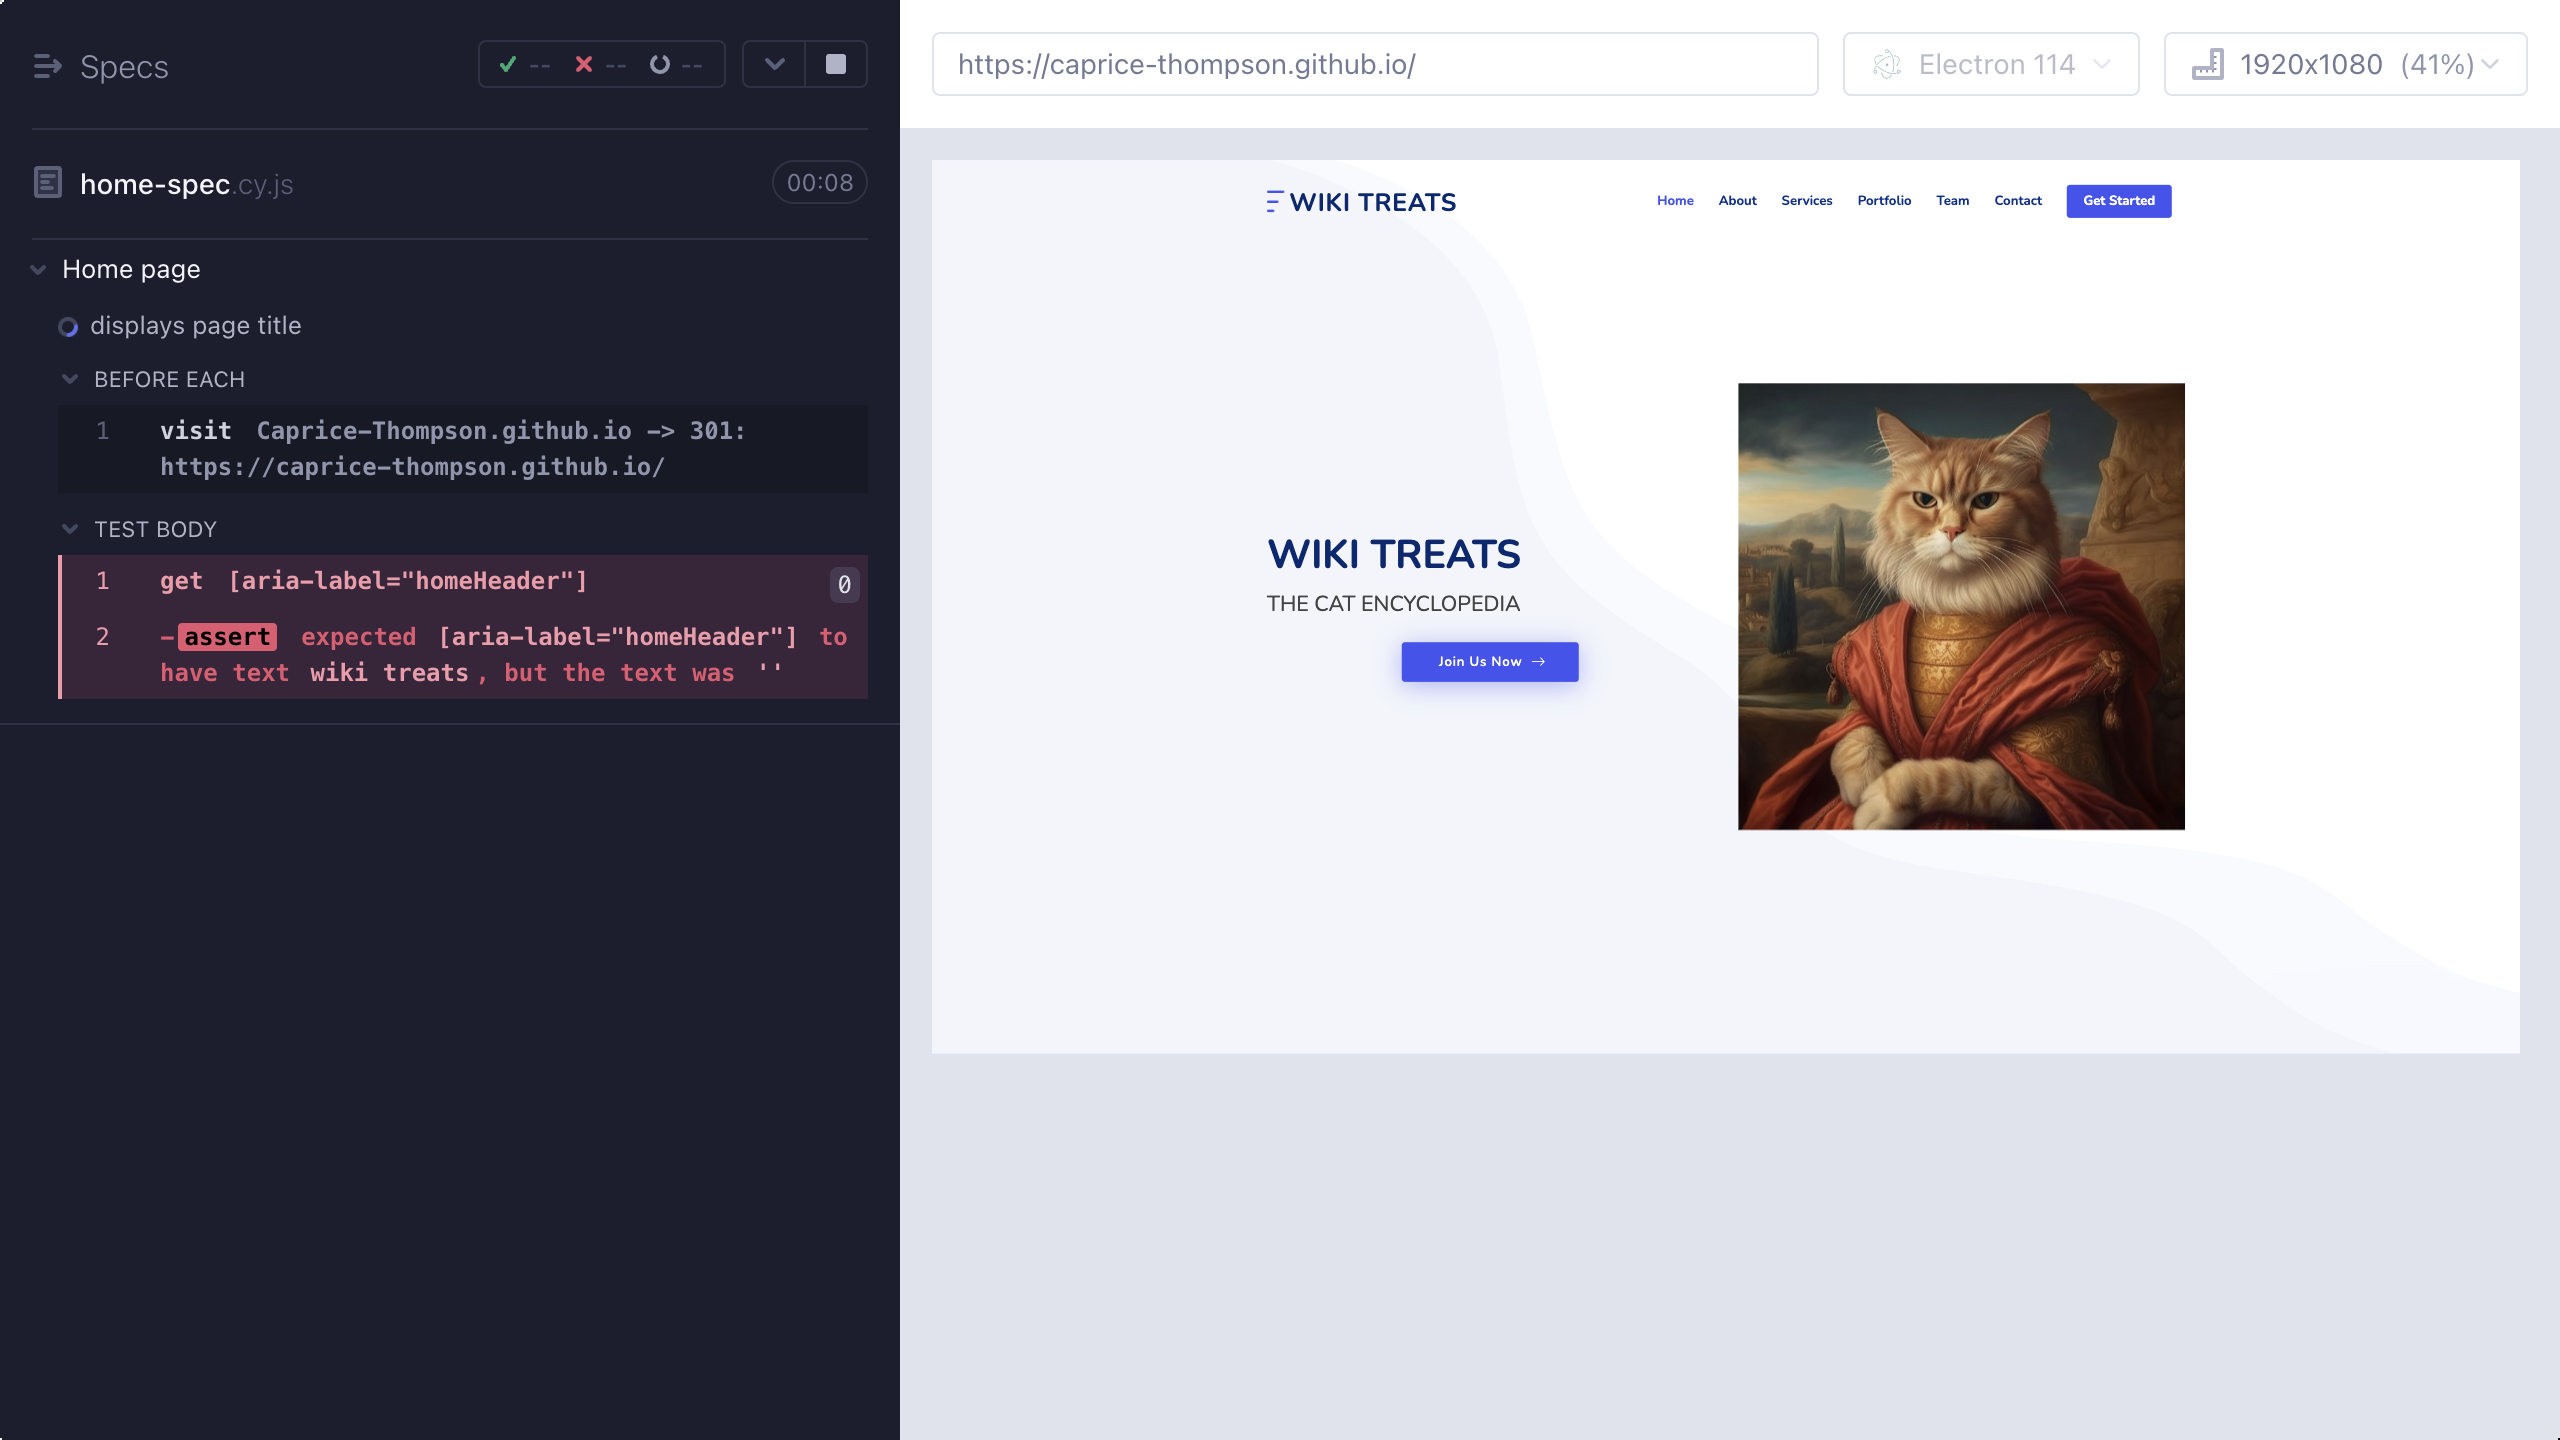 Specs
-- -- --
home-spec.cy.js
00:08
Home page
displays page title
BEFORE EACH
1 visit Caprice-Thompson.github.io -> 301:
https://caprice-thompson.github.io/
TEST BODY
1 get [aria-label="homeHeader"] 0
2 -assert expected [aria-label="homeHeader"] to
have text wiki treats, but the text was ''
https://caprice-thompson.github.io/
Electron 114
1920x1080 (41%)
WIKI TREATS
Home About Services Portfolio Team Contact Get Started
WIKI TREATS
THE CAT ENCYCLOPEDIA
Join Us Now →